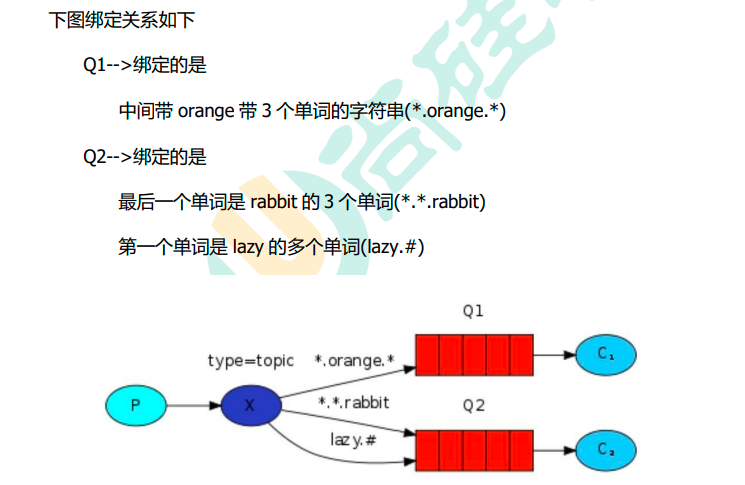 下图绑定关系如下
Q1-->绑定的是
中间带 orange 带 3 个单词的字符串(*.orange.*)
Q2-->绑定的是
最后一个单词是 rabbit 的 3 个单词(*.*.rabbit)
第一个单词是 lazy 的多个单词(lazy.#)
Q1
type=topic *.orange.*
C₁
P
X
*.*.rabbit
Q2
lazy.#
C₂